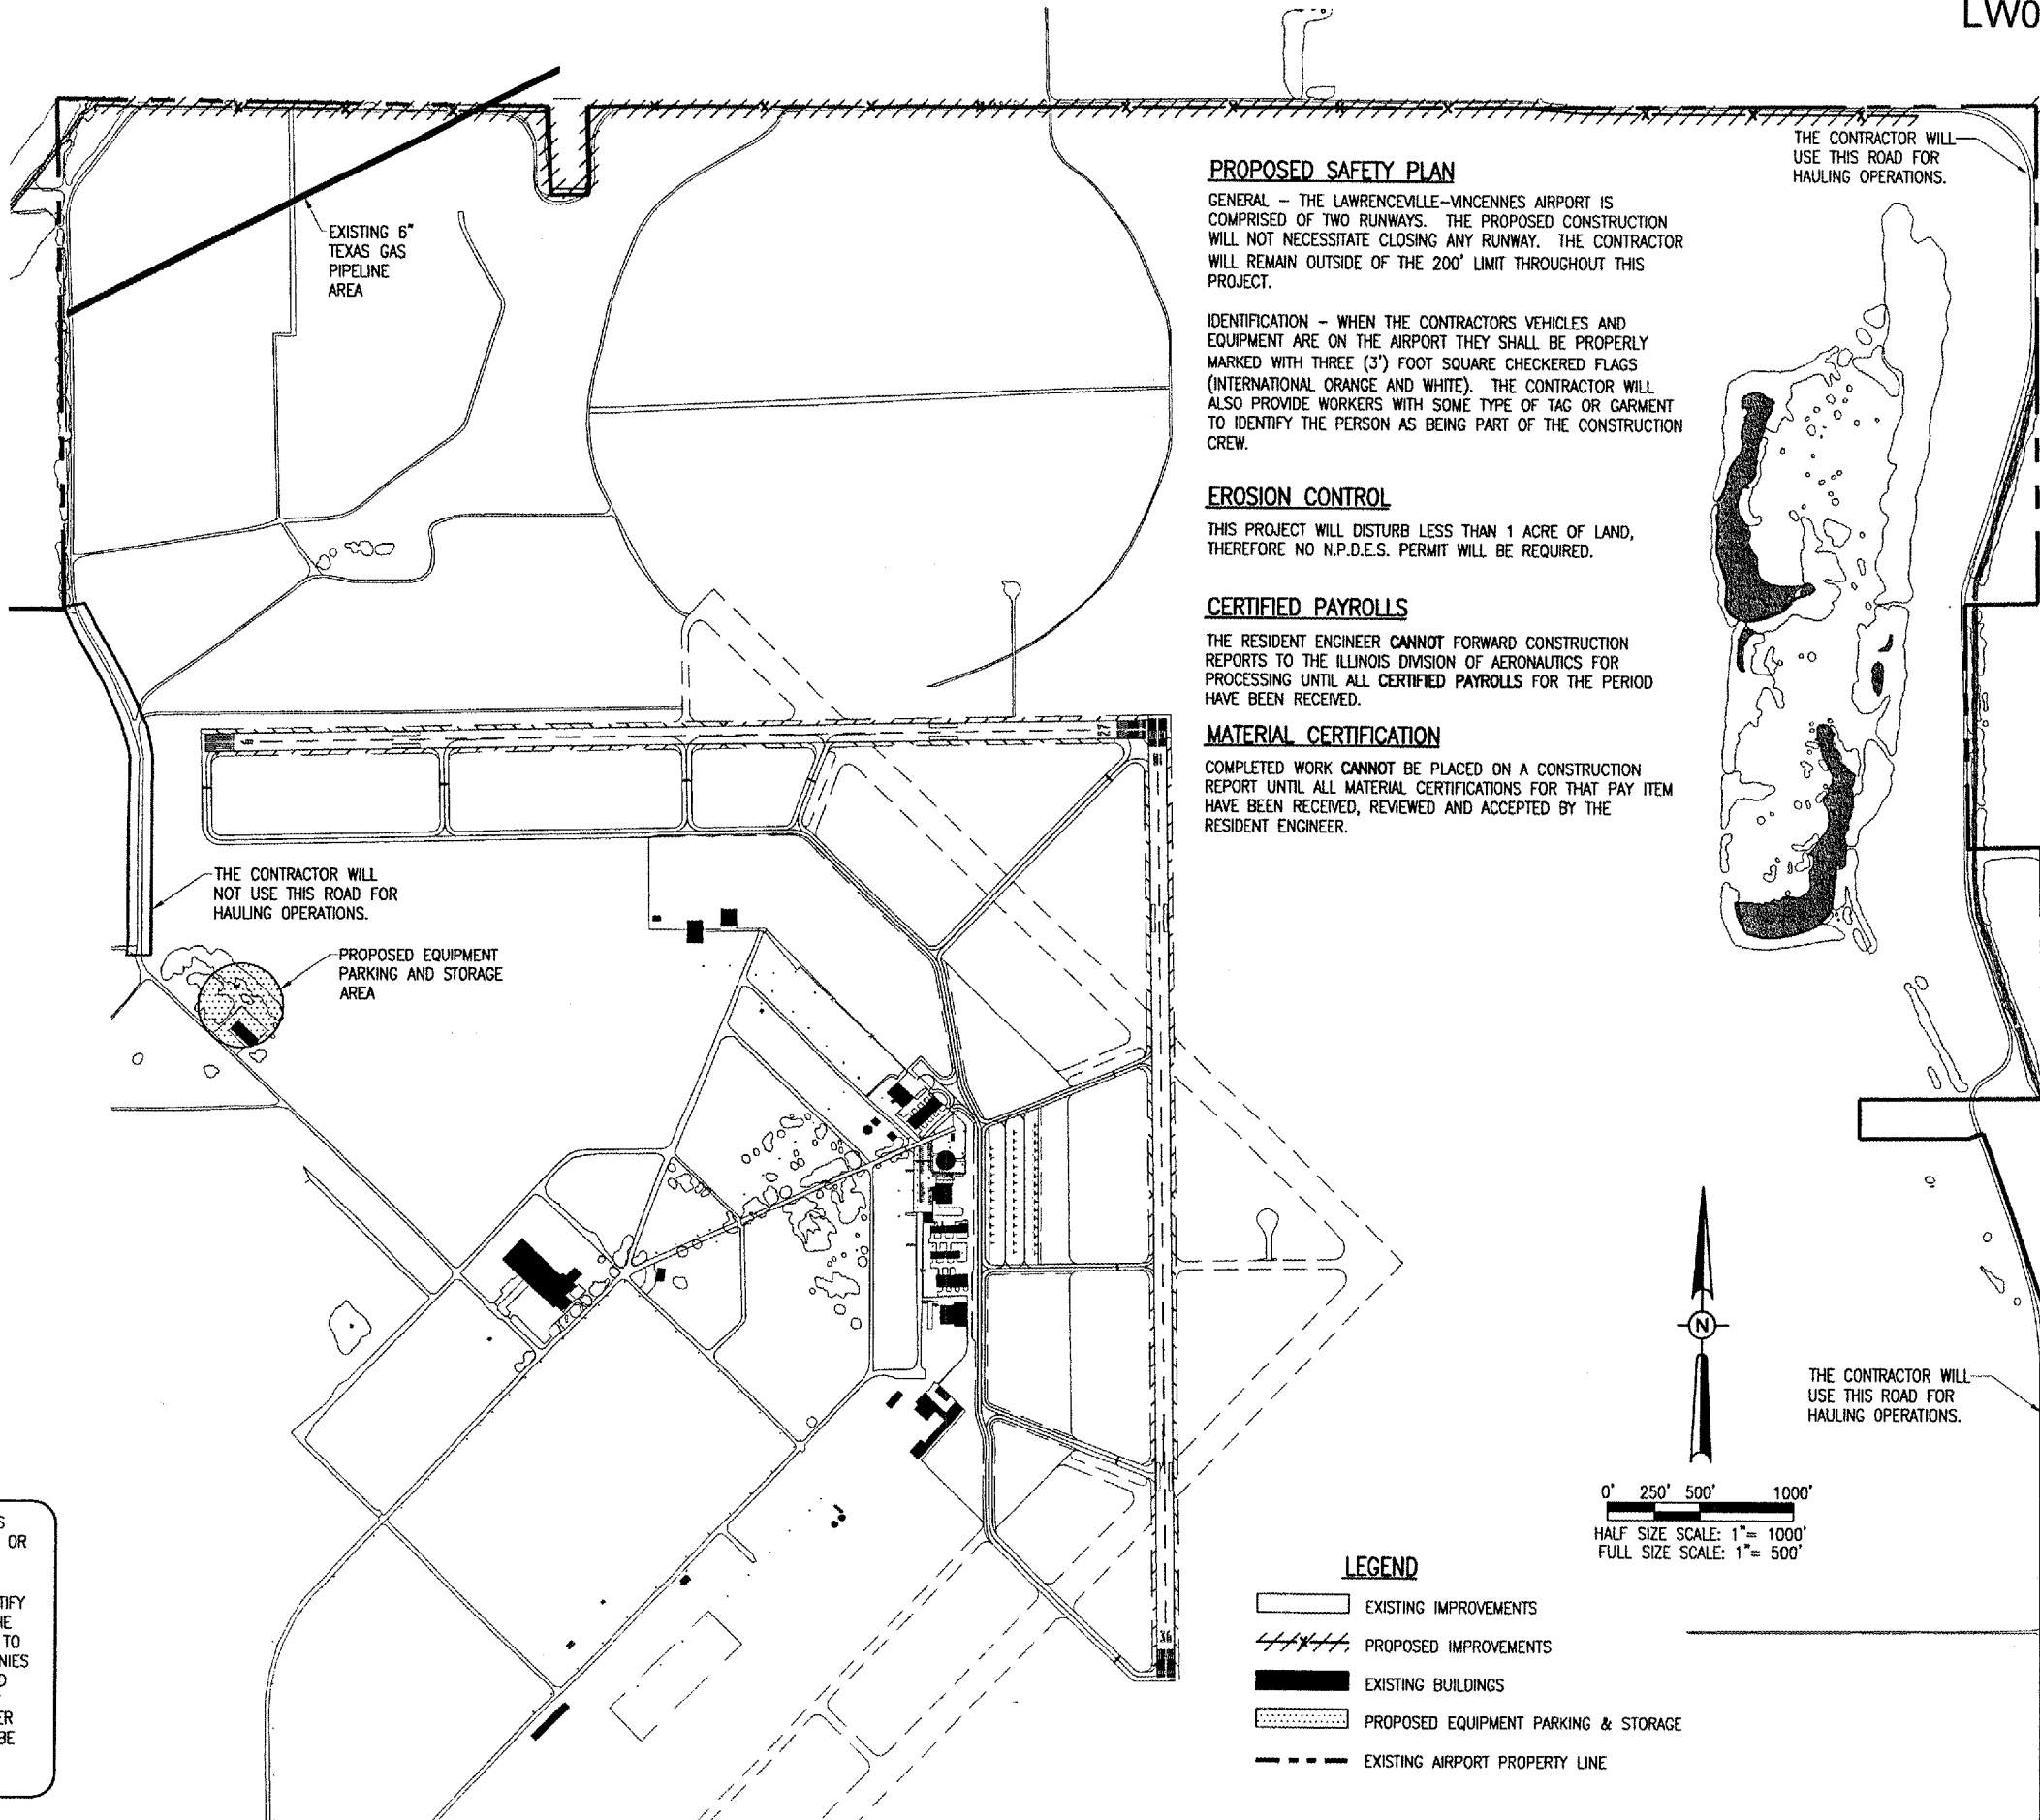 LW0
THE CONTRACTOR WILL
USE THIS ROAD FOR
HAULING OPERATIONS.
EXISTING 6"
TEXAS GAS
PIPELINE
AREA
PROPOSED SAFETY PLAN
GENERAL – THE LAWRENCEVILLE–VINCENNES AIRPORT IS
COMPRISED OF TWO RUNWAYS. THE PROPOSED CONSTRUCTION
WILL NOT NECESSITATE CLOSING ANY RUNWAY. THE CONTRACTOR
WILL REMAIN OUTSIDE OF THE 200' LIMIT THROUGHOUT THIS
PROJECT.
IDENTIFICATION – WHEN THE CONTRACTORS VEHICLES AND
EQUIPMENT ARE ON THE AIRPORT THEY SHALL BE PROPERLY
MARKED WITH THREE (3') FOOT SQUARE CHECKERED FLAGS
(INTERNATIONAL ORANGE AND WHITE). THE CONTRACTOR WILL
ALSO PROVIDE WORKERS WITH SOME TYPE OF TAG OR GARMENT
TO IDENTIFY THE PERSON AS BEING PART OF THE CONSTRUCTION
CREW.
EROSION CONTROL
THIS PROJECT WILL DISTURB LESS THAN 1 ACRE OF LAND,
THEREFORE NO N.P.D.E.S. PERMIT WILL BE REQUIRED.
CERTIFIED PAYROLLS
THE RESIDENT ENGINEER CANNOT FORWARD CONSTRUCTION
REPORTS TO THE ILLINOIS DIVISION OF AERONAUTICS FOR
PROCESSING UNTIL ALL CERTIFIED PAYROLLS FOR THE PERIOD
HAVE BEEN RECEIVED.
MATERIAL CERTIFICATION
COMPLETED WORK CANNOT BE PLACED ON A CONSTRUCTION
REPORT UNTIL ALL MATERIAL CERTIFICATIONS FOR THAT PAY ITEM
HAVE BEEN RECEIVED, REVIEWED AND ACCEPTED BY THE
RESIDENT ENGINEER.
27
18
THE CONTRACTOR WILL
NOT USE THIS ROAD FOR
HAULING OPERATIONS.
PROPOSED EQUIPMENT
PARKING AND STORAGE
AREA
N
THE CONTRACTOR WILL
USE THIS ROAD FOR
HAULING OPERATIONS.
0' 250' 500' 1000'
HALF SIZE SCALE: 1"= 1000'
FULL SIZE SCALE: 1"= 500'
36
LEGEND
EXISTING IMPROVEMENTS
PROPOSED IMPROVEMENTS
EXISTING BUILDINGS
PROPOSED EQUIPMENT PARKING & STORAGE
EXISTING AIRPORT PROPERTY LINE
S
OR
TIFY
HE
TO
NIES
D
ER
BE